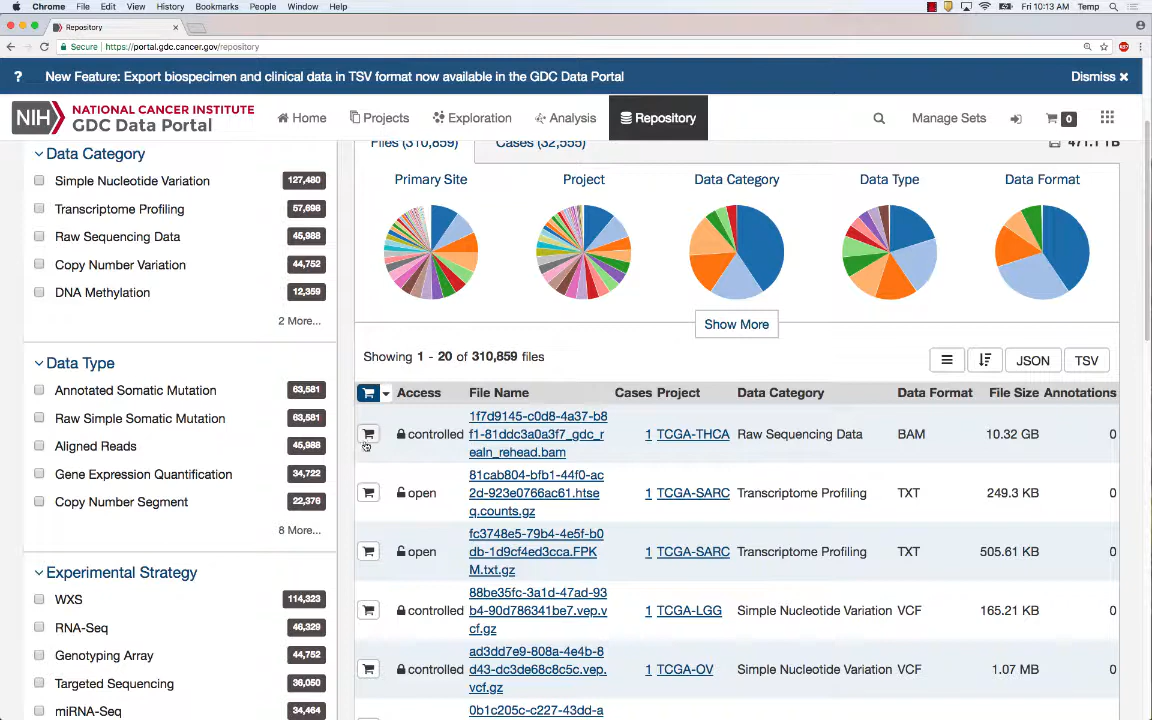 Chrome File Edit View History Bookmarks People Window Help Fri 10:13 AM Temp
Repository
Secure https://portal.gdc.cancer.gov/repository
? New Feature: Export biospecimen and clinical data in TSV format now available in the GDC Data Portal Dismiss
NIH NATIONAL CANCER INSTITUTE
GDC Data Portal
Home Projects Exploration Analysis Repository Manage Sets 0
Files (310,859) Cases (32,555) 471.1 TB
Data Category
Simple Nucleotide Variation 127,480
Transcriptome Profiling 57,698
Raw Sequencing Data 45,988
Copy Number Variation 44,752
DNA Methylation 12,359
2 More...
Data Type
Annotated Somatic Mutation 63,581
Raw Simple Somatic Mutation 63,581
Aligned Reads 45,988
Gene Expression Quantification 34,722
Copy Number Segment 22,376
8 More...
Experimental Strategy
WXS 114,323
RNA-Seq 46,329
Genotyping Array 44,752
Targeted Sequencing 36,050
miRNA-Seq 34,464
Primary Site Project Data Category Data Type Data Format
Show More
Showing 1 - 20 of 310,859 files
JSON TSV
Access File Name Cases Project Data Category Data Format File Size Annotations
1f7d9145-c0d8-4a37-b8
controlled f1-81ddc3a0a3f7_gdc_r 1 TCGA-THCA Raw Sequencing Data BAM 10.32 GB 0
ealn_rehead.bam
81cab804-bfb1-44f0-ac
open 2d-923e0766ac61.htse 1 TCGA-SARC Transcriptome Profiling TXT 249.3 KB 0
q.counts.gz
fc3748e5-79b4-4e5f-b0
open db-1d9cf4ed3cca.FPK 1 TCGA-SARC Transcriptome Profiling TXT 505.61 KB 0
M.txt.gz
88be35fc-3a1d-47ad-93
controlled b4-90d786341be7.vep.v 1 TCGA-LGG Simple Nucleotide Variation VCF 165.21 KB 0
cf.gz
ad3dd7e9-808a-4e4b-8
controlled d43-dc3de68c8c5c.vep. 1 TCGA-OV Simple Nucleotide Variation VCF 1.07 MB 0
vcf.gz
0b1c205c-c227-43dd-a